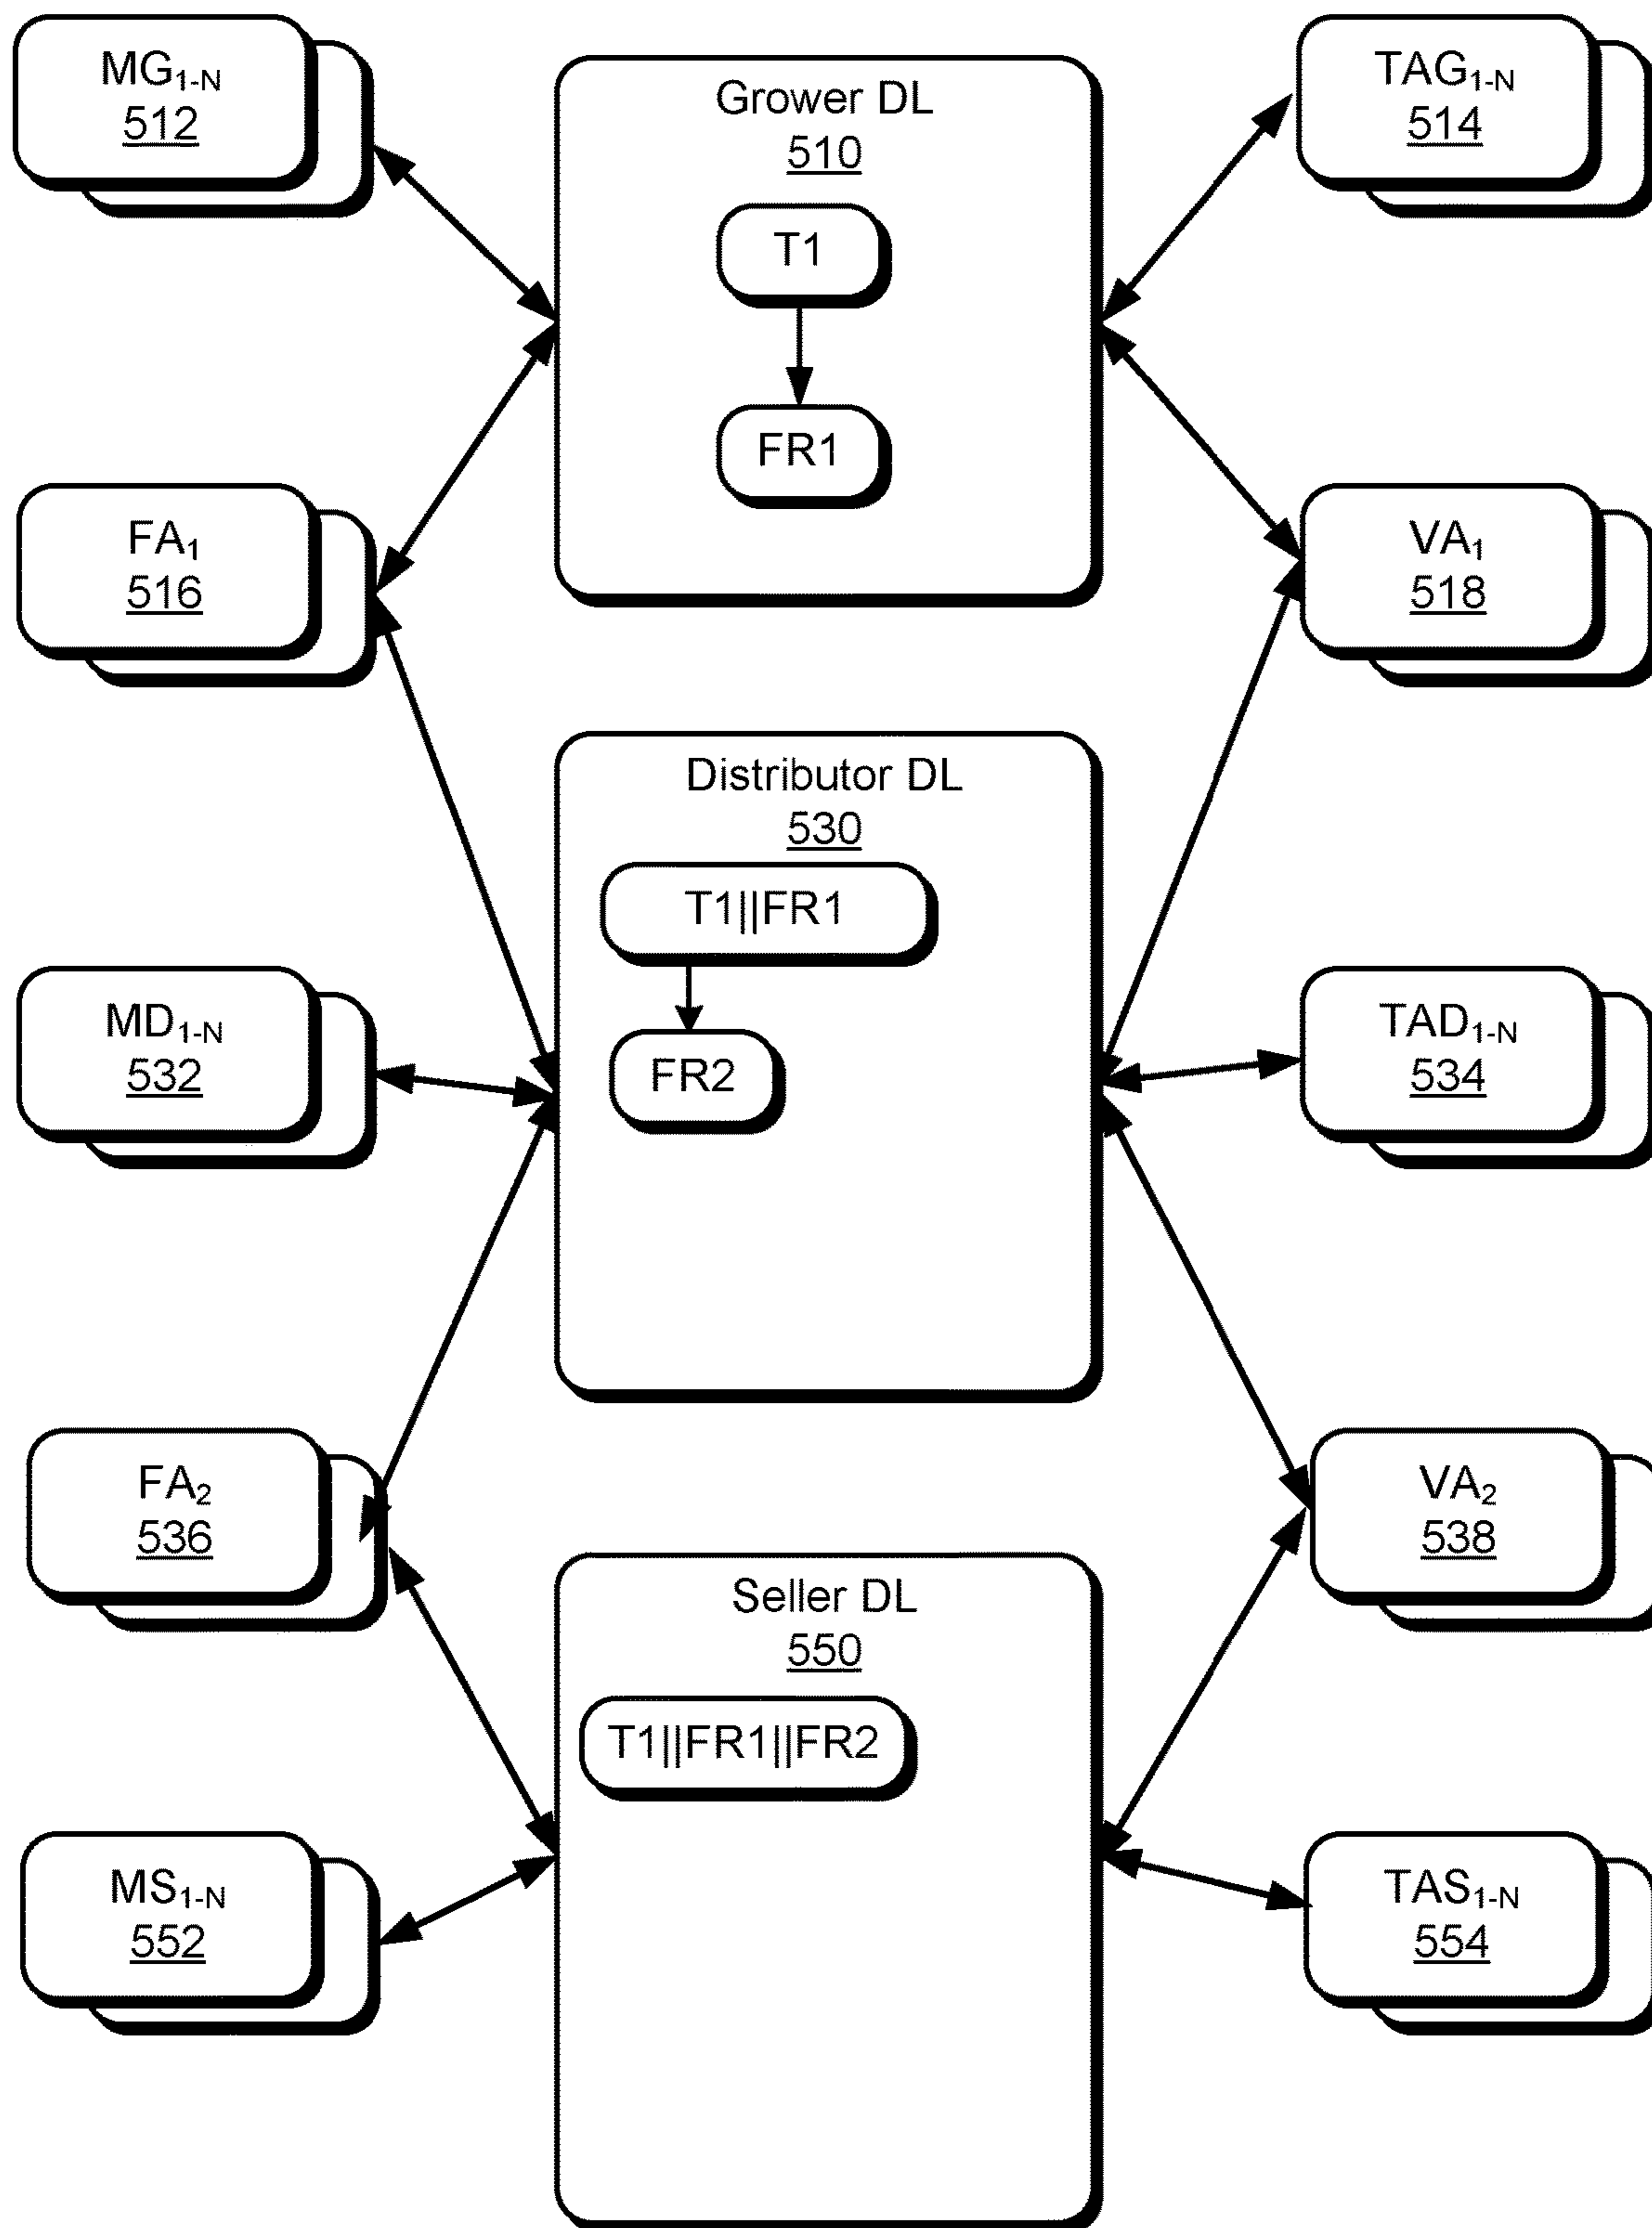 MG1-N
512
Grower DL
510
T1
FR1
TAG1-N
514
FA1
516
VA1
518
Distributor DL
530
T1||FR1
FR2
MD1-N
532
TAD1-N
534
FA2
536
VA2
538
Seller DL
550
T1||FR1||FR2
MS1-N
552
TAS1-N
554